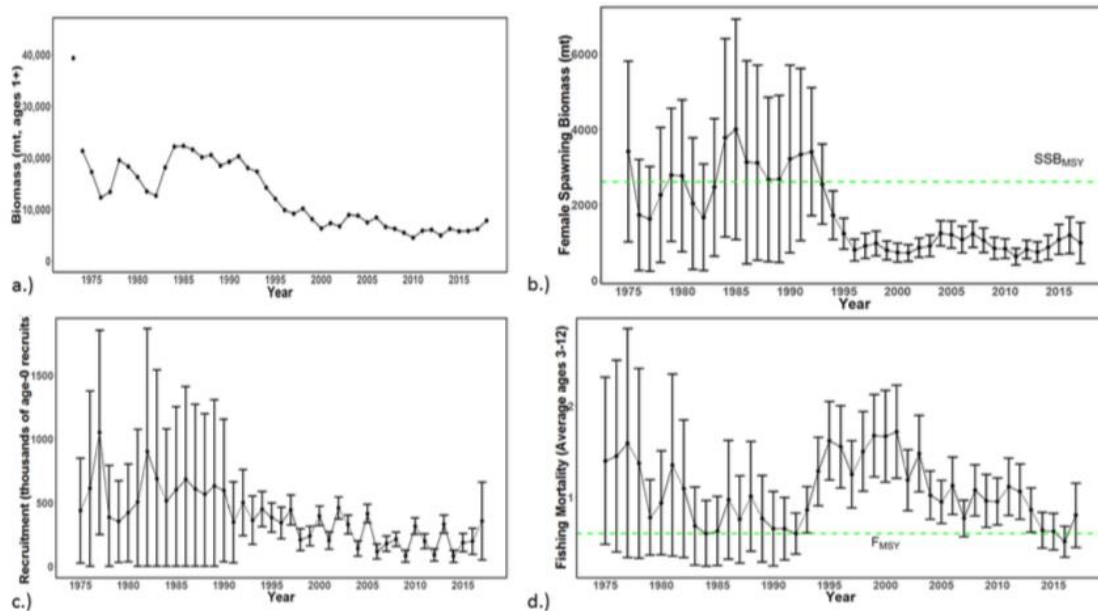 40,000
30,000
20,000
10,000
0
Biomass (mt, ages 1+)
1975 1980 1985 1990 1995 2000 2005 2010 2015
Year
a.)
6000
4000
2000
0
Female Spawning Biomass (mt)
SSBMSY
1975 1980 1985 1990 1995 2000 2005 2010 2015
Year
b.)
1500
1000
500
0
Recruitment (thousands of age-0 recruits
1975 1980 1985 1990 1995 2000 2005 2010 2015
Year
c.)
2
1
Fishing Mortality (Average ages 3-12)
FMSY
1975 1980 1985 1990 1995 2000 2005 2010 2015
Year
d.)